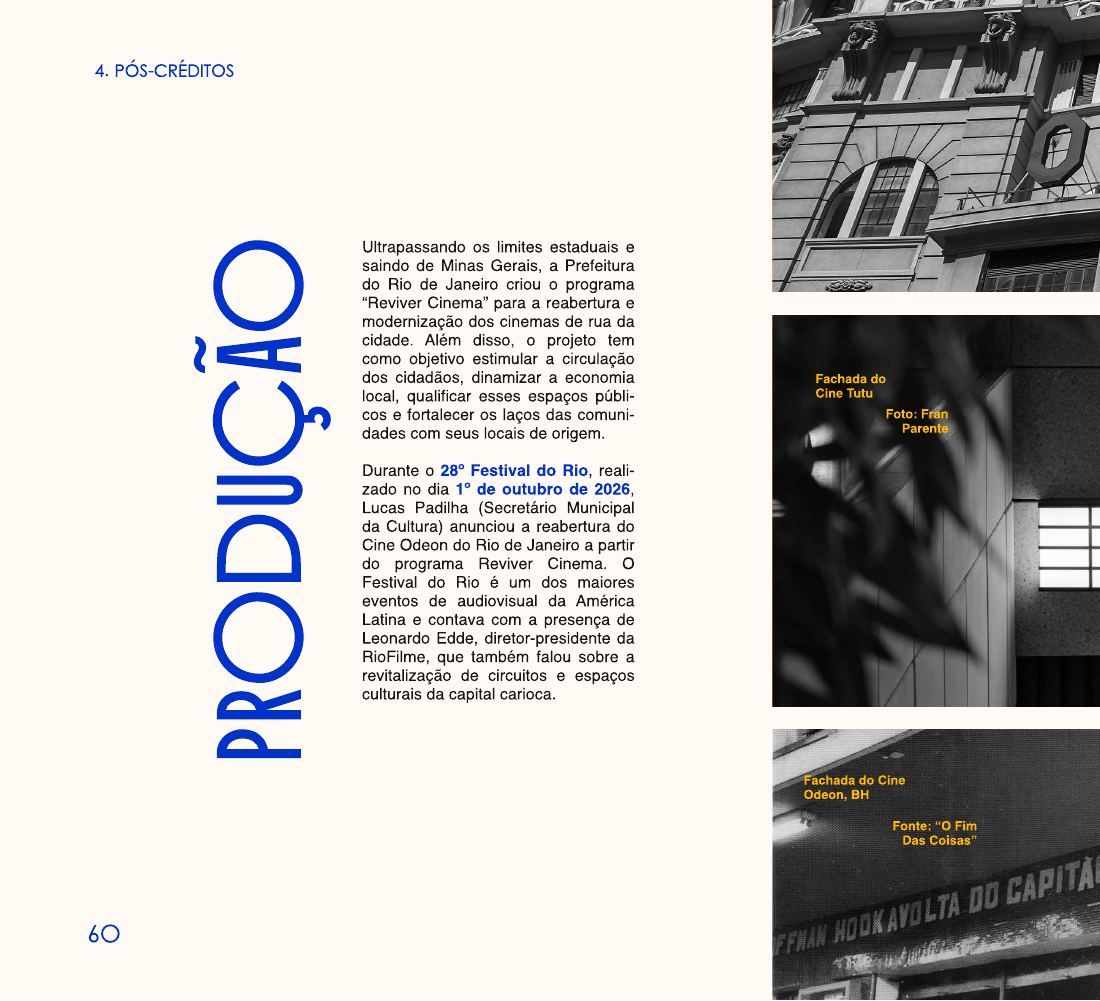 4. PÓS-CRÉDITOS
PRODUÇÃO
Ultrapassando os limites estaduais e
saindo de Minas Gerais, a Prefeitura
do Rio de Janeiro criou o programa
“Reviver Cinema” para a reabertura e
modernização dos cinemas de rua da
cidade. Além disso, o projeto tem
como objetivo estimular a circulação
dos cidadãos, dinamizar a economia
local, qualificar esses espaços públi-
cos e fortalecer os laços das comuni-
dades com seus locais de origem.
Durante o 28º Festival do Rio, reali-
zado no dia 1º de outubro de 2026,
Lucas Padilha (Secretário Municipal
da Cultura) anunciou a reabertura do
Cine Odeon do Rio de Janeiro a partir
do programa Reviver Cinema. O
Festival do Rio é um dos maiores
eventos de audiovisual da América
Latina e contava com a presença de
Leonardo Edde, diretor-presidente da
RioFilme, que também falou sobre a
revitalização de circuitos e espaços
culturais da capital carioca.
60
O
Fachada do
Cine Tutu
Foto: Fran
Parente
Fachada do Cine
Odeon, BH
Fonte: “O Fim
Das Coisas”
FFMAN HOOK A VOLTA DO CAPITÃ